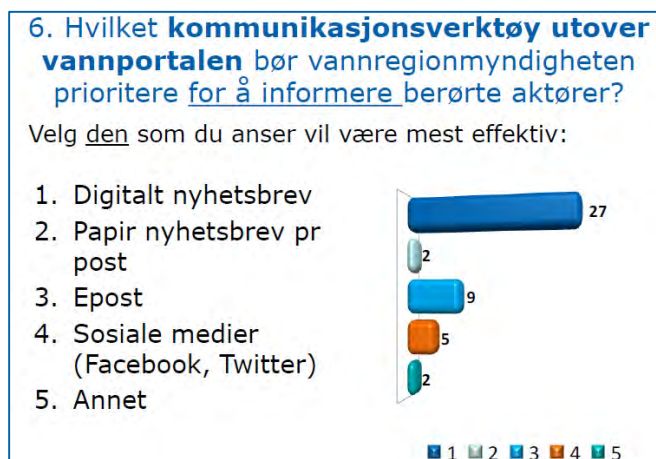 6. Hvilket kommunikasjonsverktøy utover
vannportalen bør vannregionmyndigheten
prioritere for å informere berørte aktører?
Velg den som du anser vil være mest effektiv:
1. Digitalt nyhetsbrev
2. Papir nyhetsbrev pr
post
3. Epost
4. Sosiale medier
(Facebook, Twitter)
5. Annet
27
2
9
5
2
1 2 3 4 5